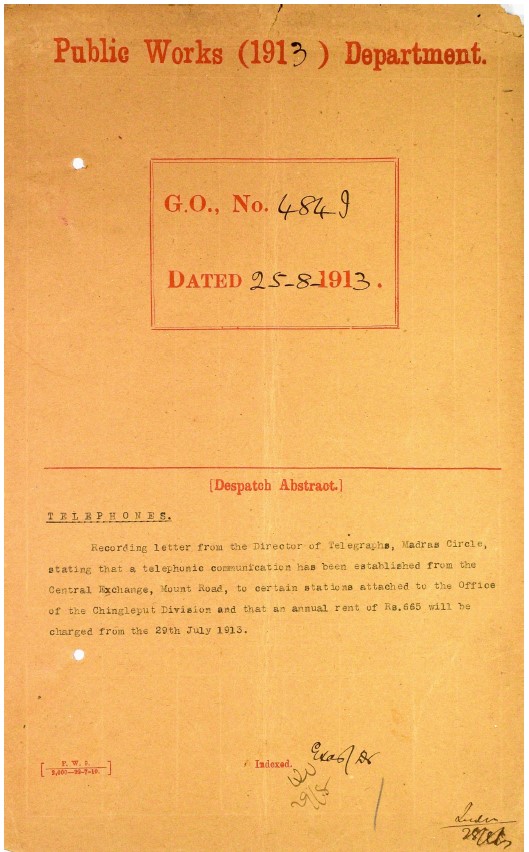 Public Works (1913) Department.
G.O., No. 484 I
DATED 25-8-1913.
[Despatch Abstract.]
TELEPHONES.
Recording letter from the Director of Telegraphs, Madras Circle,
stating that a telephonic communication has been established from the
Central Exchange, Mount Road, to certain stations attached to the Office
of the Chingleput Division and that an annual rent of Rs.665 will be
charged from the 29th July 1913.
Indexed.